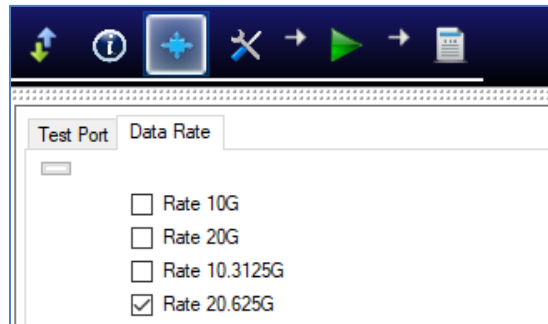 Test Port Data Rate
Rate 10G
Rate 20G
Rate 10.3125G
Rate 20.625G